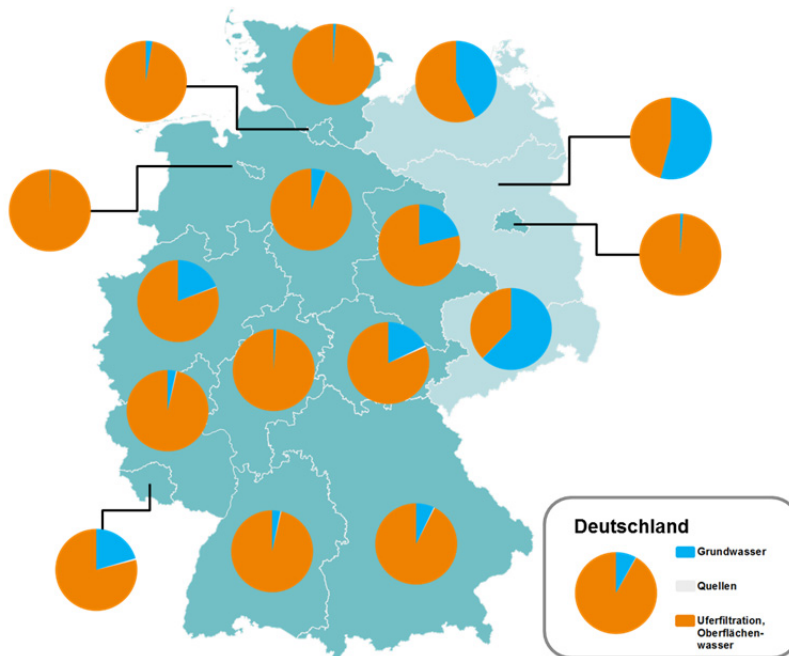 Deutschland
Grundwasser
Quellen
Uferfiltration,
Oberflächen-
wasser